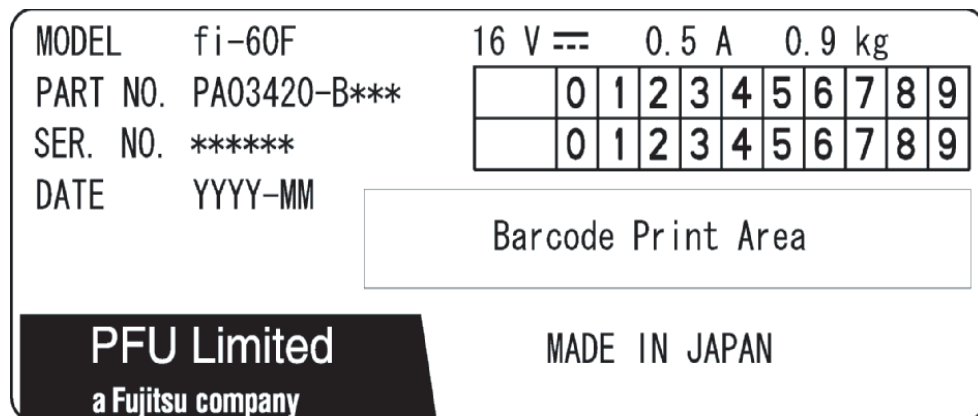 MODEL fi-60F 16 V ⎓ 0.5 A 0.9 kg
PART NO. PA03420-B***
0 1 2 3 4 5 6 7 8 9
SER. NO. ******
0 1 2 3 4 5 6 7 8 9
DATE YYYY-MM
Barcode Print Area
PFU Limited
a Fujitsu company
MADE IN JAPAN